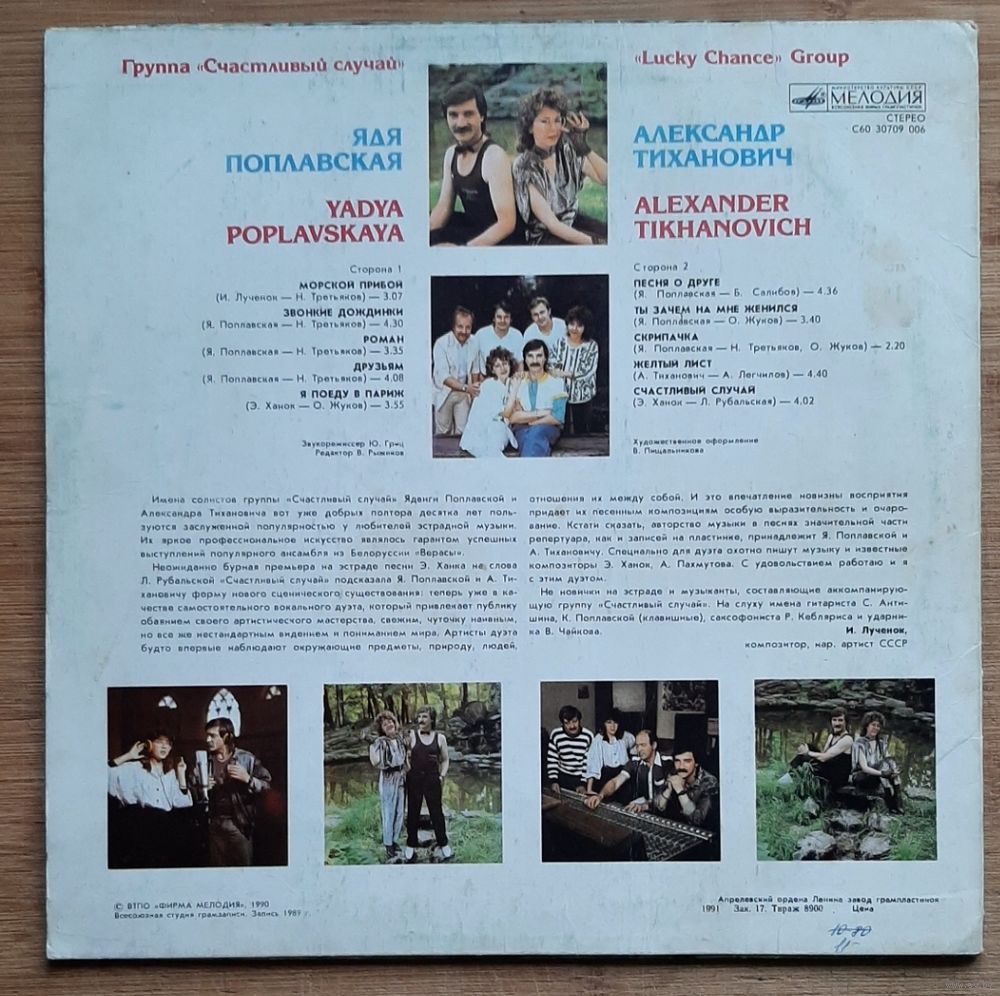 Группа «Счастливый случай»
«Lucky Chance» Group
МИНИСТЕРСТВО КУЛЬТУРЫ СССР
МЕЛОДИЯ
ВСЕСОЮЗНАЯ ФИРМА ГРАМПЛАСТИНОК
СТЕРЕО
С60 30709 006
ЯДЯ
ПОПЛАВСКАЯ
YADYA
POPLAVSKAYA
АЛЕКСАНДР
ТИХАНОВИЧ
ALEXANDER
TIKHANOVICH
Сторона 1
МОРСКОЙ ПРИБОЙ
(И. Лученок — Н. Третьяков) — 3.07
ЗВОНКИЕ ДОЖДИНКИ
(Я. Поплавская — Н. Третьяков) — 4.30
РОМАН
(Я. Поплавская — Н. Третьяков) — 3.35
ДРУЗЬЯМ
(Я. Поплавская — Н. Третьяков) — 4.08
Я ПОЕДУ В ПАРИЖ
(Э. Ханок — О. Жуков) — 3.55
Звукорежиссер Ю. Гриц
Редактор В. Рыжиков
Сторона 2
ПЕСНЯ О ДРУГЕ
(Я. Поплавская — Б. Салибов) — 4.36
ТЫ ЗАЧЕМ НА МНЕ ЖЕНИЛСЯ
(Я. Поплавская — О. Жуков) — 3.40
СКРИПАЧКА
(Я. Поплавская — Н. Третьяков, О. Жуков) — 2.20
ЖЕЛТЫЙ ЛИСТ
(А. Тиханович — А. Легчилов) — 4.40
СЧАСТЛИВЫЙ СЛУЧАЙ
(Э. Ханок — Л. Рубальская) — 4.02
Художественное оформление
В. Пищальникова
Имена солистов группы «Счастливый случай» Ядвиги Поплавской и
Александра Тихановича вот уже добрых полтора десятка лет поль-
зуются заслуженной популярностью у любителей эстрадной музыки.
Их яркое профессиональное искусство являлось гарантом успешных
выступлений популярного ансамбля из Белоруссии «Верасы».
Неожиданно бурная премьера на эстраде песни Э. Ханка на слова
Л. Рубальской «Счастливый случай» подсказала Я. Поплавской и А. Ти-
хановичу форму нового сценического существования: теперь уже в ка-
честве самостоятельного вокального дуэта, который привлекает публику
обаянием своего артистического мастерства, свежим, чуточку наивным,
но все же нестандартным видением и пониманием мира. Артисты дуэта
будто впервые наблюдают окружающие предметы, природу, людей,
отношения их между собой. И это впечатление новизны восприятия
придает их песенным композициям особую выразительность и очаро-
вание. Кстати сказать, авторство музыки в песнях значительной части
репертуара, как и записей на пластинке, принадлежит Я. Поплавской и
А. Тихановичу. Специально для дуэта охотно пишут музыку и известные
композиторы Э. Ханок, А. Пахмутова. С удовольствием работаю и я
с этим дуэтом.
Не новички на эстраде и музыканты, составляющие аккомпанирую-
щую группу «Счастливый случай». На слуху имена гитариста С. Анти-
шина, К. Поплавской (клавишные), саксофониста Р. Кебляриса и ударни-
ка В. Чайкова.
И. Лученок,
композитор, нар. артист СССР
© ВТПО «ФИРМА МЕЛОДИЯ», 1990
Всесоюзная студия грамзаписи. Запись 1989 г.
Апрелевский ордена Ленина завод грампластинок
1991 Зак. 17. Тираж 8900 Цена
10-80
11-